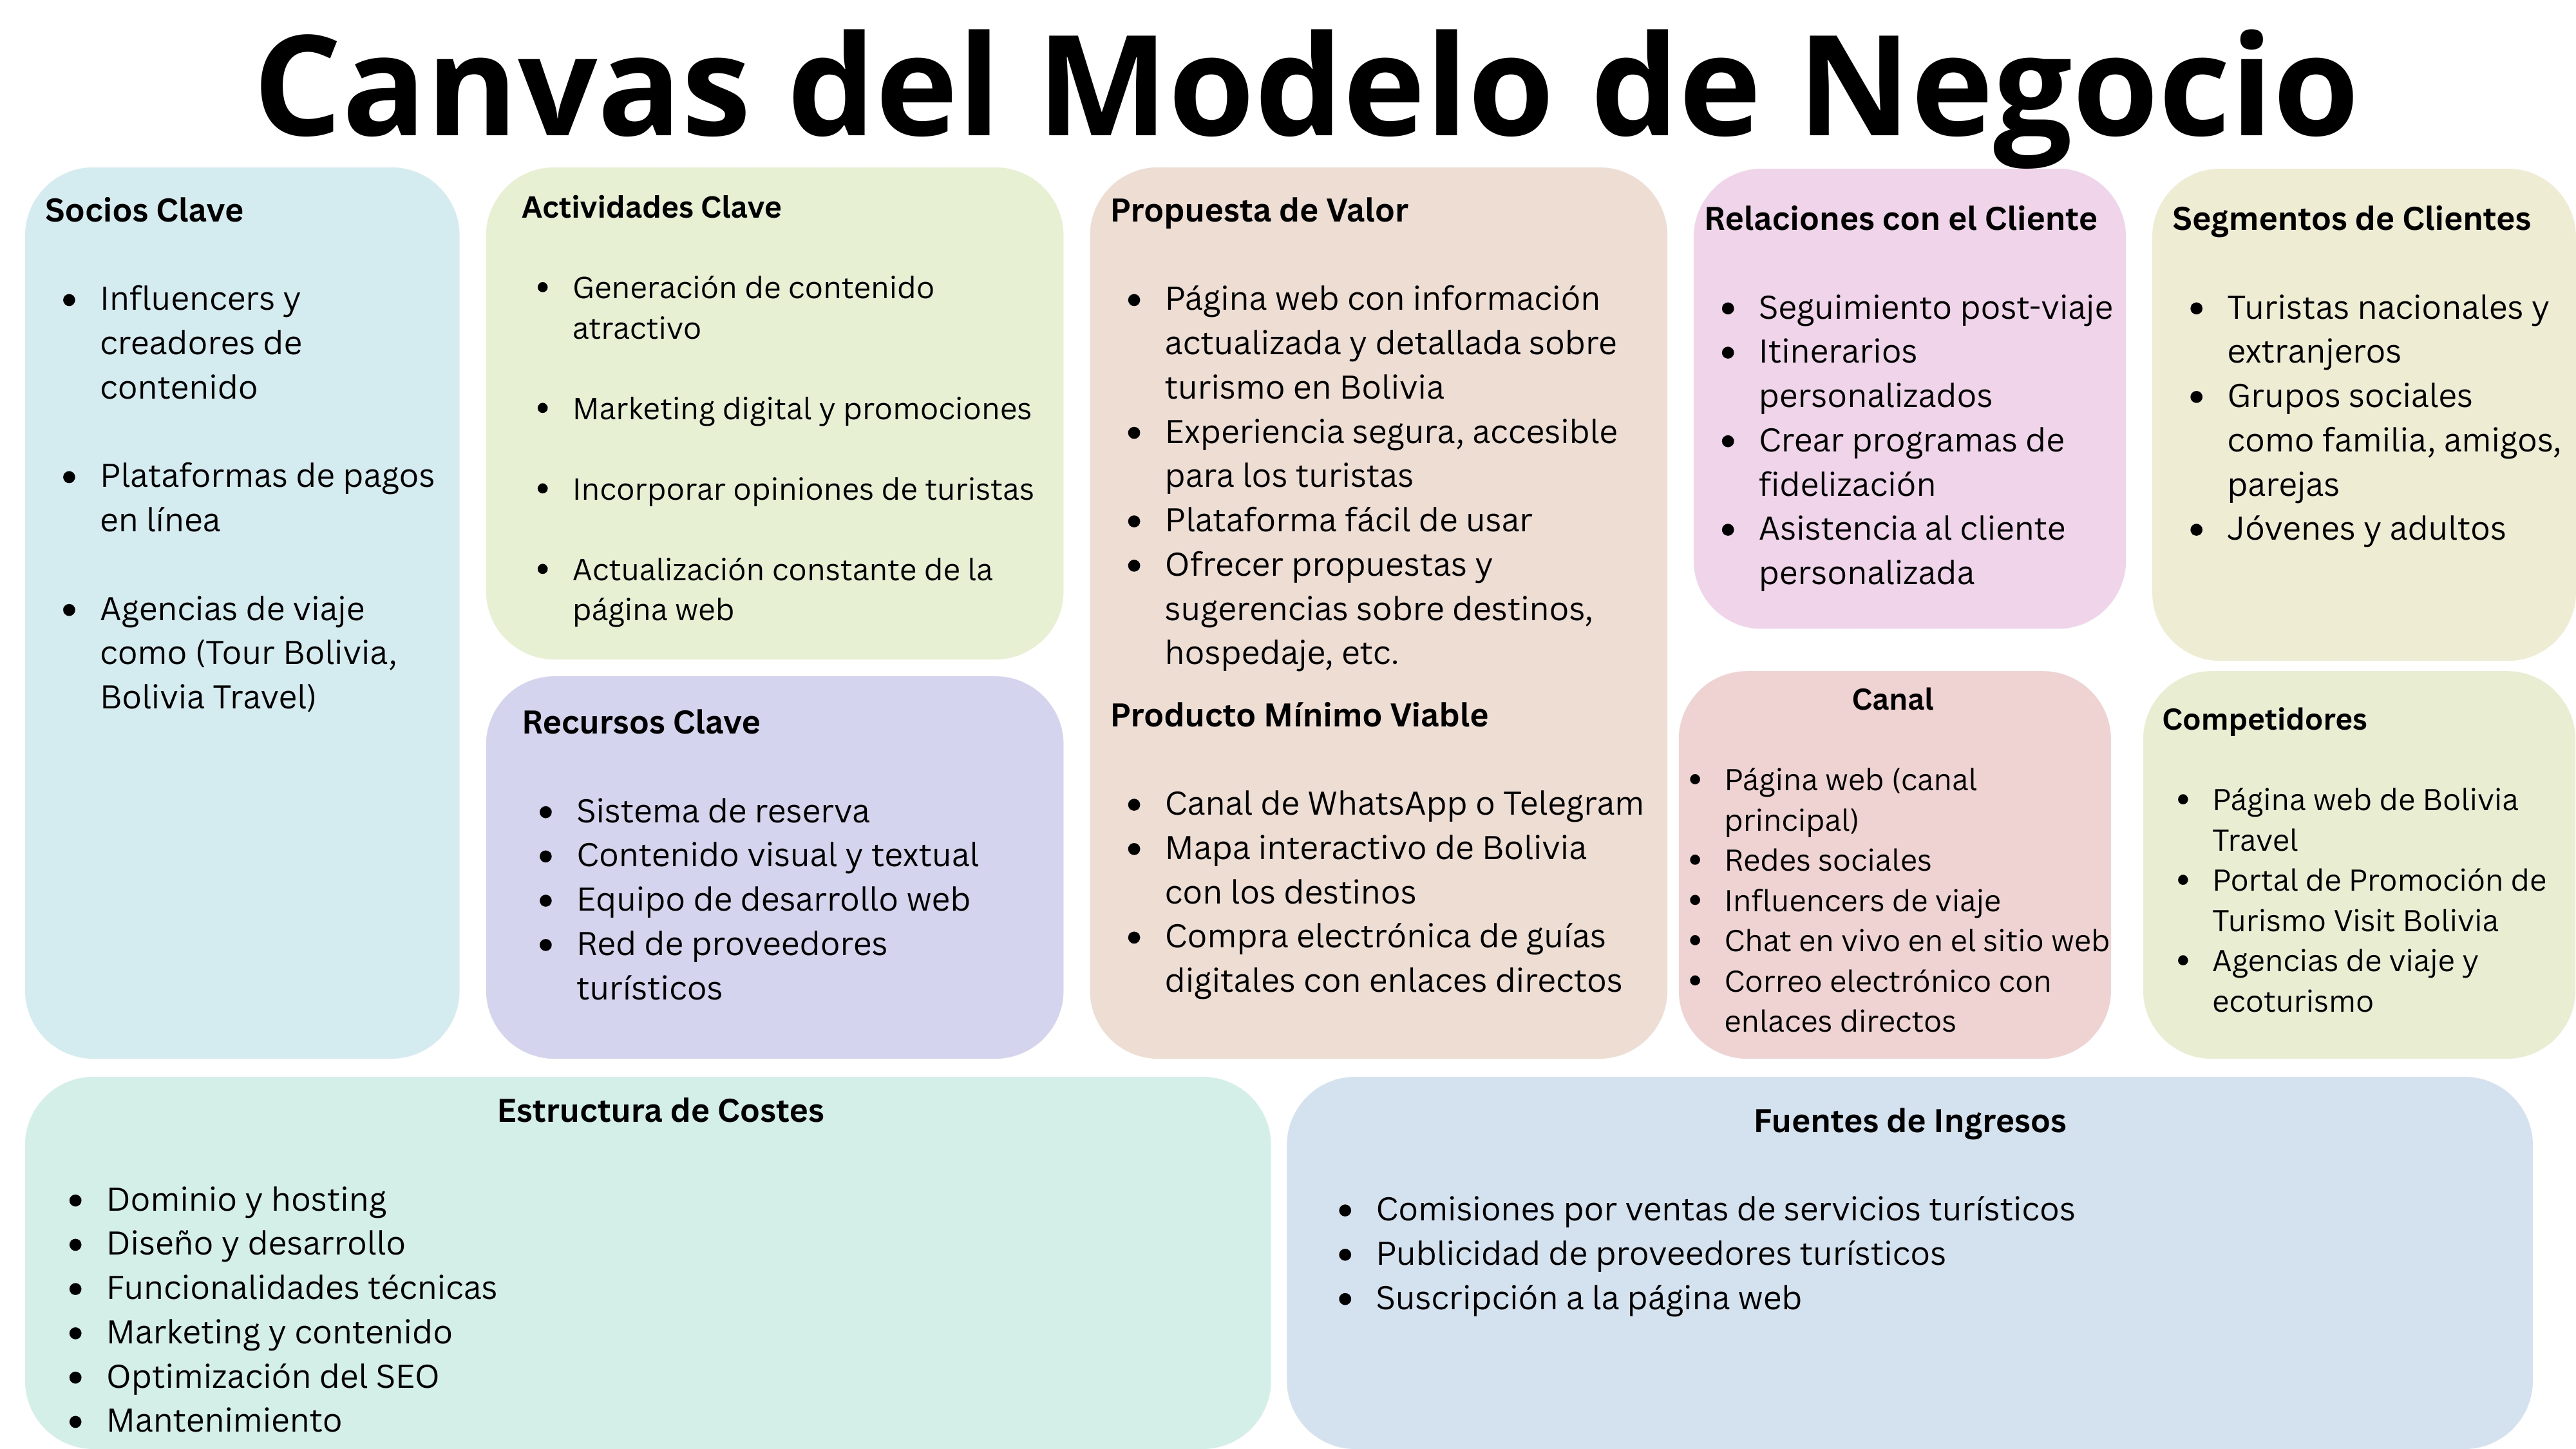 Canvas del Modelo de Negocio
Socios Clave
• Influencers y
creadores de
contenido
• Plataformas de pagos
en línea
• Agencias de viaje
como (Tour Bolivia,
Bolivia Travel)
Actividades Clave
• Generación de contenido
atractivo
• Marketing digital y promociones
• Incorporar opiniones de turistas
• Actualización constante de la
página web
Recursos Clave
• Sistema de reserva
• Contenido visual y textual
• Equipo de desarrollo web
• Red de proveedores
turísticos
Propuesta de Valor
• Página web con información
actualizada y detallada sobre
turismo en Bolivia
• Experiencia segura, accesible
para los turistas
• Plataforma fácil de usar
• Ofrecer propuestas y
sugerencias sobre destinos,
hospedaje, etc.
Producto Mínimo Viable
• Canal de WhatsApp o Telegram
• Mapa interactivo de Bolivia
con los destinos
• Compra electrónica de guías
digitales con enlaces directos
Relaciones con el Cliente
• Seguimiento post-viaje
• Itinerarios
personalizados
• Crear programas de
fidelización
• Asistencia al cliente
personalizada
Canal
• Página web (canal
principal)
• Redes sociales
• Influencers de viaje
• Chat en vivo en el sitio web
• Correo electrónico con
enlaces directos
Segmentos de Clientes
• Turistas nacionales y
extranjeros
• Grupos sociales
como familia, amigos,
parejas
• Jóvenes y adultos
Competidores
• Página web de Bolivia
Travel
• Portal de Promoción de
Turismo Visit Bolivia
• Agencias de viaje y
ecoturismo
Estructura de Costes
• Dominio y hosting
• Diseño y desarrollo
• Funcionalidades técnicas
• Marketing y contenido
• Optimización del SEO
• Mantenimiento
Fuentes de Ingresos
• Comisiones por ventas de servicios turísticos
• Publicidad de proveedores turísticos
• Suscripción a la página web